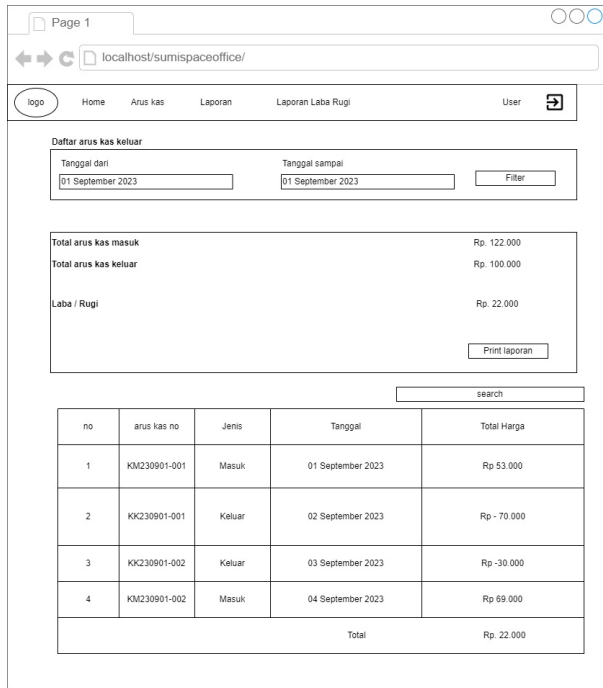 Page 1
localhost/sumispaceoffice/
logo Home Arus kas Laporan Laporan Laba Rugi User
Daftar arus kas keluar
Tanggal dari Tanggal sampai
01 September 2023 01 September 2023 Filter
Total arus kas masuk Rp. 122.000
Total arus kas keluar Rp. 100.000
Laba / Rugi Rp. 22.000
Print laporan
search
no arus kas no Jenis Tanggal Total Harga
1 KM230901-001 Masuk 01 September 2023 Rp 53.000
2 KK230901-001 Keluar 02 September 2023 Rp - 70.000
3 KK230901-002 Keluar 03 September 2023 Rp -30.000
4 KM230901-002 Masuk 04 September 2023 Rp 69.000
Total Rp. 22.000